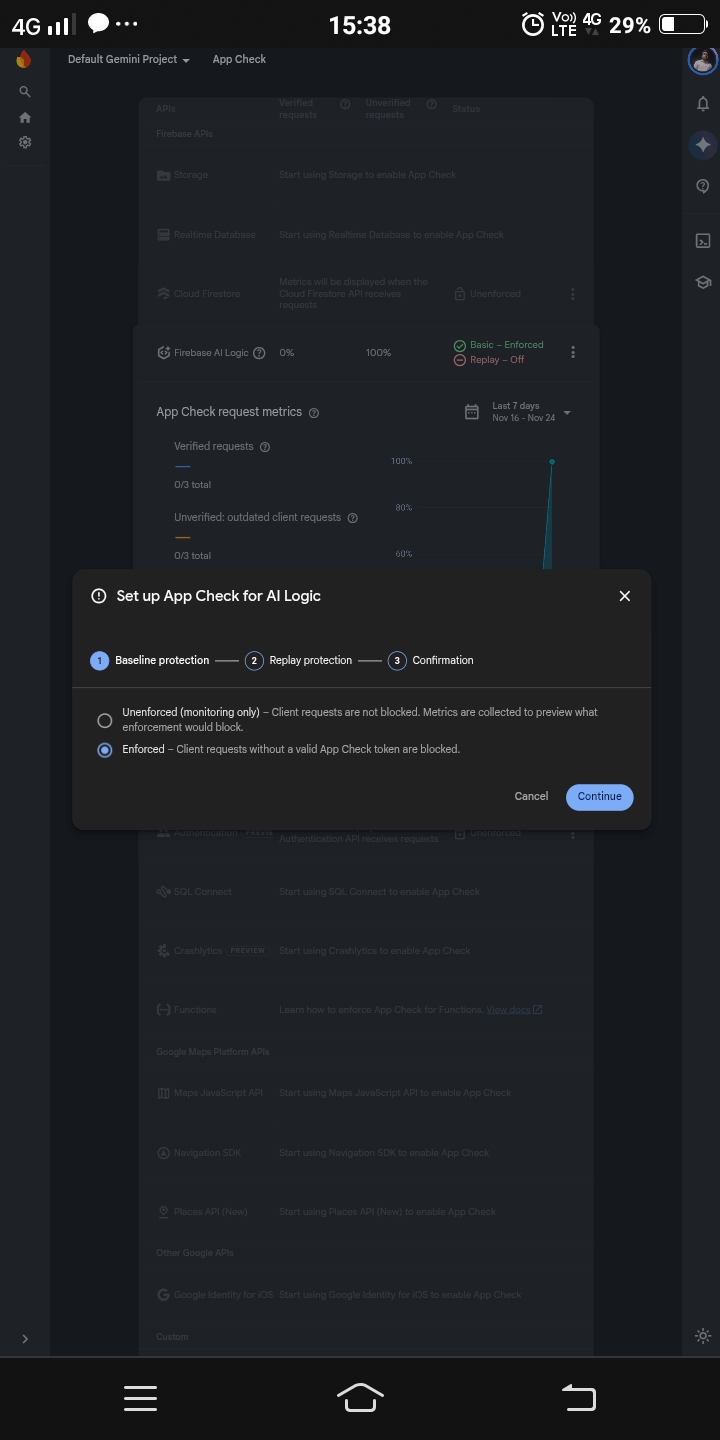 4G 15:38 Vo)) LTE 4G 29%
Default Gemini Project App Check
APIs Verified requests Unverified requests Status
Firebase APIs
Storage Start using Storage to enable App Check
Realtime Database Start using Realtime Database to enable App Check
Metrics will be displayed when the
Cloud Firestore Cloud Firestore API receives Unenforced
requests
Firebase AI Logic 0% 100% Basic – Enforced
Replay – Off
App Check request metrics Last 7 days
Nov 16 - Nov 24
Verified requests
100%
0/3 total
80%
Unverified: outdated client requests
0/3 total
60%
Set up App Check for AI Logic
1 Baseline protection 2 Replay protection 3 Confirmation
Unenforced (monitoring only) – Client requests are not blocked. Metrics are collected to preview what
enforcement would block.
Enforced – Client requests without a valid App Check token are blocked.
Cancel Continue
Authentication Authentication API receives requests Unenforced
SQL Connect Start using SQL Connect to enable App Check
Crashlytics PREVIEW Start using Crashlytics to enable App Check
Functions Learn how to enforce App Check for Functions. View docs
Google Maps Platform APIs
Maps JavaScript API Start using Maps JavaScript API to enable App Check
Navigation SDK Start using Navigation SDK to enable App Check
Places API (New) Start using Places API (New) to enable App Check
Other Google APIs
Google Identity for iOS Start using Google Identity for iOS to enable App Check
Custom